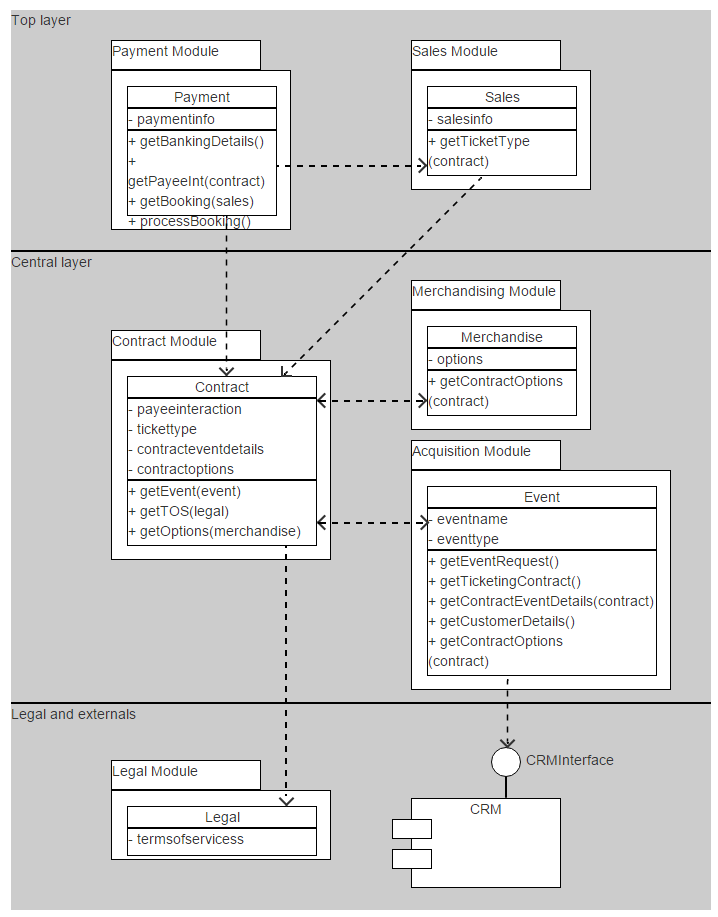 Top layer
Payment Module
Payment
- paymentinfo
+ getBankingDetails()
+
getPayeeInt(contract)
+ getBooking(sales)
+ processBooking()
Sales Module
Sales
- salesinfo
+ getTicketType
(contract)
Central layer
Contract Module
Contract
- payeeinteraction
- tickettype
- contracteventdetails
- contractoptions
+ getEvent(event)
+ getTOS(legal)
+ getOptions(merchandise)
Merchandising Module
Merchandise
- options
+ getContractOptions
(contract)
Acquisition Module
Event
- eventname
- eventtype
+ getEventRequest()
+ getTicketingContract()
+ getContractEventDetails(contract)
+ getCustomerDetails()
+ getContractOptions
(contract)
Legal and externals
Legal Module
Legal
- termsofservicess
CRMInterface
CRM